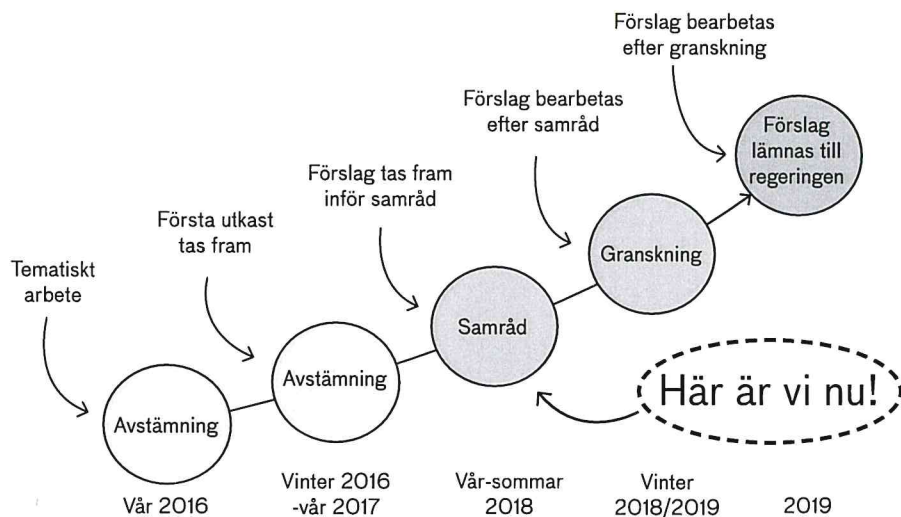 Förslag bearbetas
efter granskning
Förslag bearbetas
efter samråd
Förslag
lämnas till
regeringen
Förslag tas fram
inför samråd
Första utkast
tas fram
Granskning
Tematiskt
arbete
Samråd
Avstämning
Här är vi nu!
Avstämning
Vår 2016
Vinter 2016
-vår 2017
Vår-sommar
2018
Vinter
2018/2019
2019